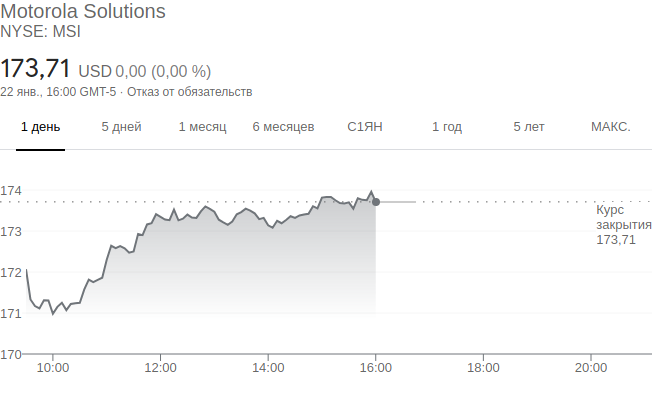 Motorola Solutions
NYSE: MSI
173,71 USD 0,00 (0,00 %)
22 янв., 16:00 GMT-5 · Отказ от обязательств
1 день 5 дней 1 месяц 6 месяцев С1ЯН 1 год 5 лет МАКС.
174
Курс
закрытия
173,71
173
172
171
170
10:00 12:00 14:00 16:00 18:00 20:00